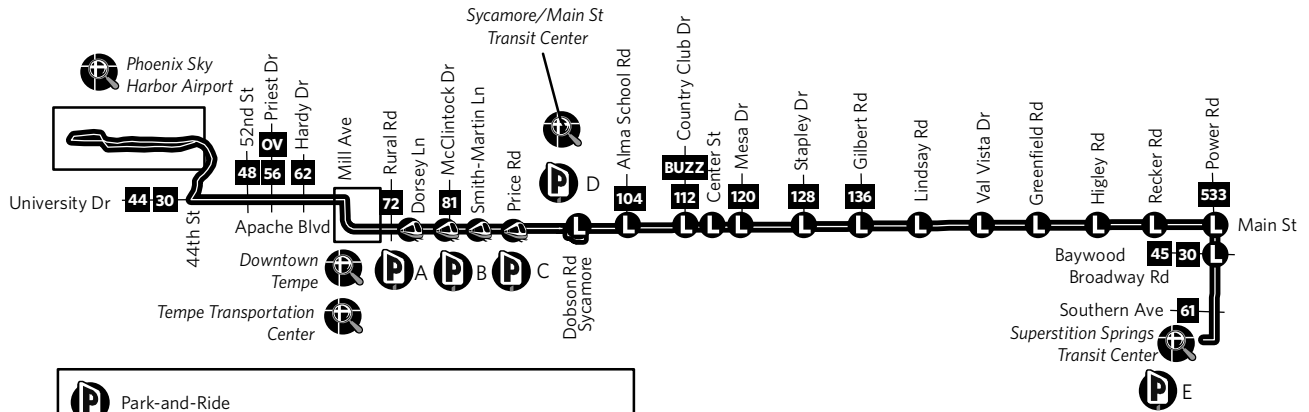 Sycamore/Main St
Transit Center
Phoenix Sky
Harbor Airport
52nd St
Priest Dr
Hardy Dr
Mill Ave
Rural Rd
Dorsey Ln
McClintock Dr
Smith-Martin Ln
Price Rd
Alma School Rd
Country Club Dr
Center St
Mesa Dr
Stapley Dr
Gilbert Rd
Lindsay Rd
Val Vista Dr
Greenfield Rd
Higley Rd
Recker Rd
Power Rd
OV
BUZZ
48
56
62
72
81
P D
104
112
120
128
136
533
University Dr 44 30
44th St
Apache Blvd
L
L
L
L
L
L
L
L
L
L
L
L
L
Main St
Downtown
Tempe
P A
P B
P C
Dobson Rd
Sycamore
Baywood
45 30 L
Broadway Rd
Tempe Transportation
Center
Southern Ave 61
Superstition Springs
Transit Center
P E
P Park-and-Ride